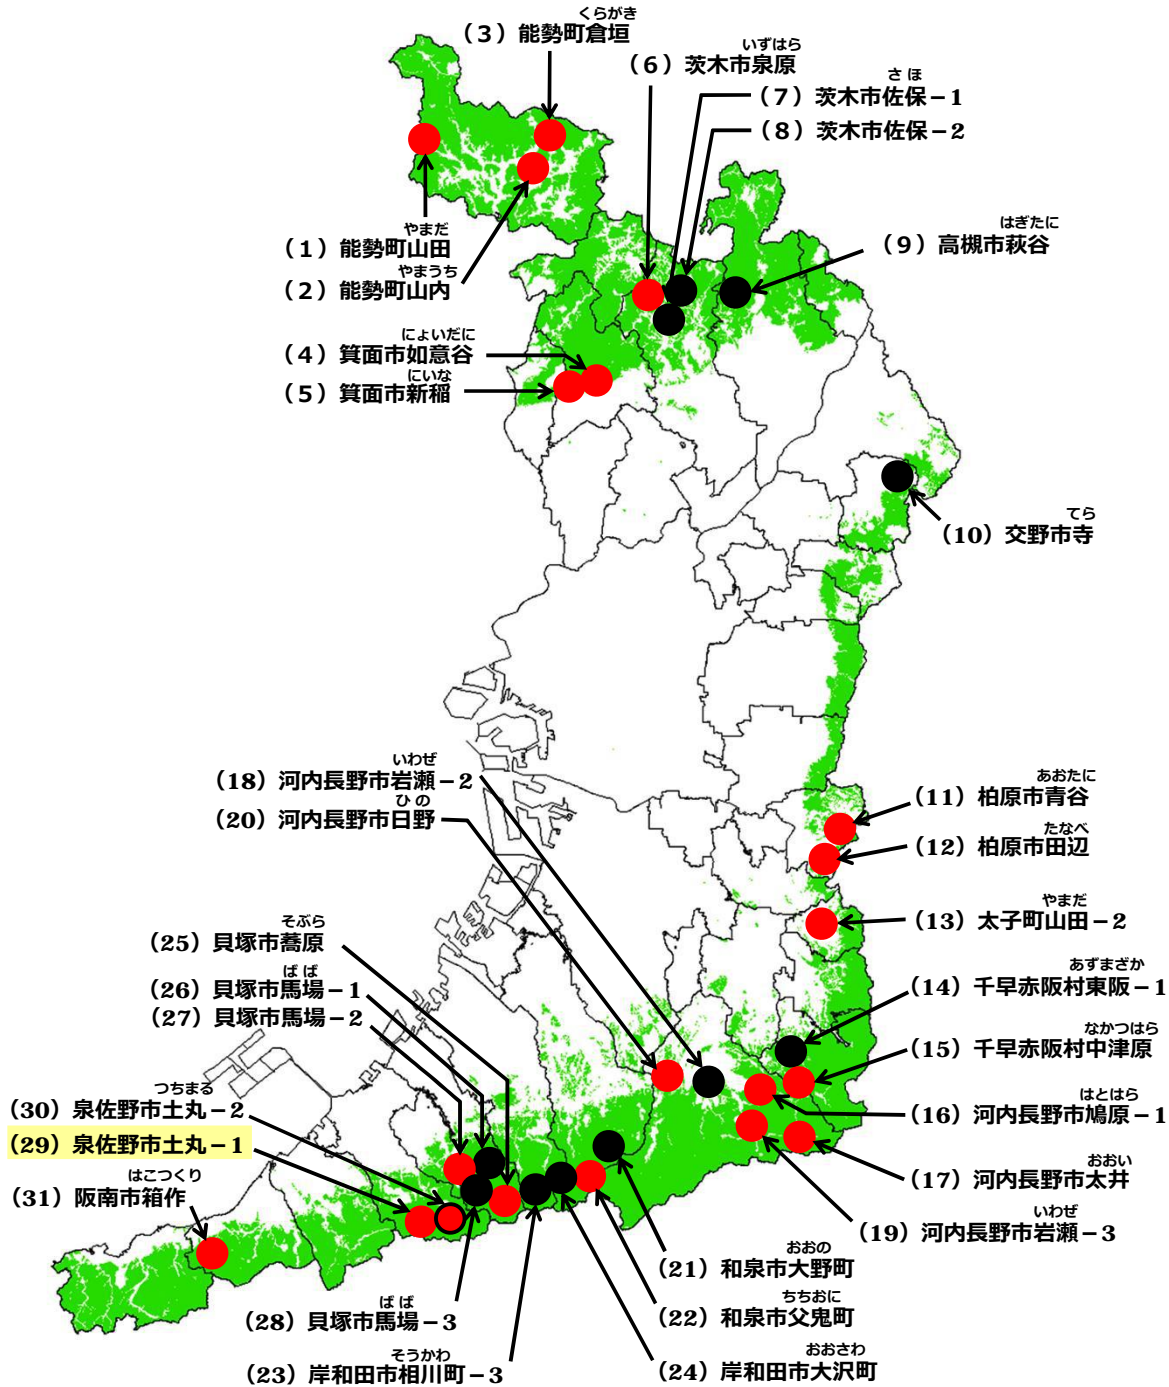 くらがき
（3）能勢町倉垣
いずはら
（6）茨木市泉原
さほ
（7）茨木市佐保－1
（8）茨木市佐保－2
はぎたに
（9）高槻市萩谷
やまだ
（1）能勢町山田
やまうち
（2）能勢町山内
にょいだに
（4）箕面市如意谷
にいな
（5）箕面市新稲
てら
（10）交野市寺
いわぜ
（18）河内長野市岩瀬－2
ひの
（20）河内長野市日野
あおたに
（11）柏原市青谷
たなべ
（12）柏原市田辺
やまだ
（13）太子町山田－2
そぶら
（25）貝塚市蕎原
ばば
（26）貝塚市馬場－1
（27）貝塚市馬場－2
あずまざか
（14）千早赤阪村東阪－1
なかつはら
（15）千早赤阪村中津原
つちまる
（30）泉佐野市土丸－2
（29）泉佐野市土丸－1
はこつくり
（31）阪南市箱作
はとはら
（16）河内長野市鳩原－1
おおい
（17）河内長野市太井
いわぜ
（19）河内長野市岩瀬－3
おおの
（21）和泉市大野町
ちちおに
（22）和泉市父鬼町
ばば
（28）貝塚市馬場－3
そうかわ
（23）岸和田市相川町－3
おおさわ
（24）岸和田市大沢町